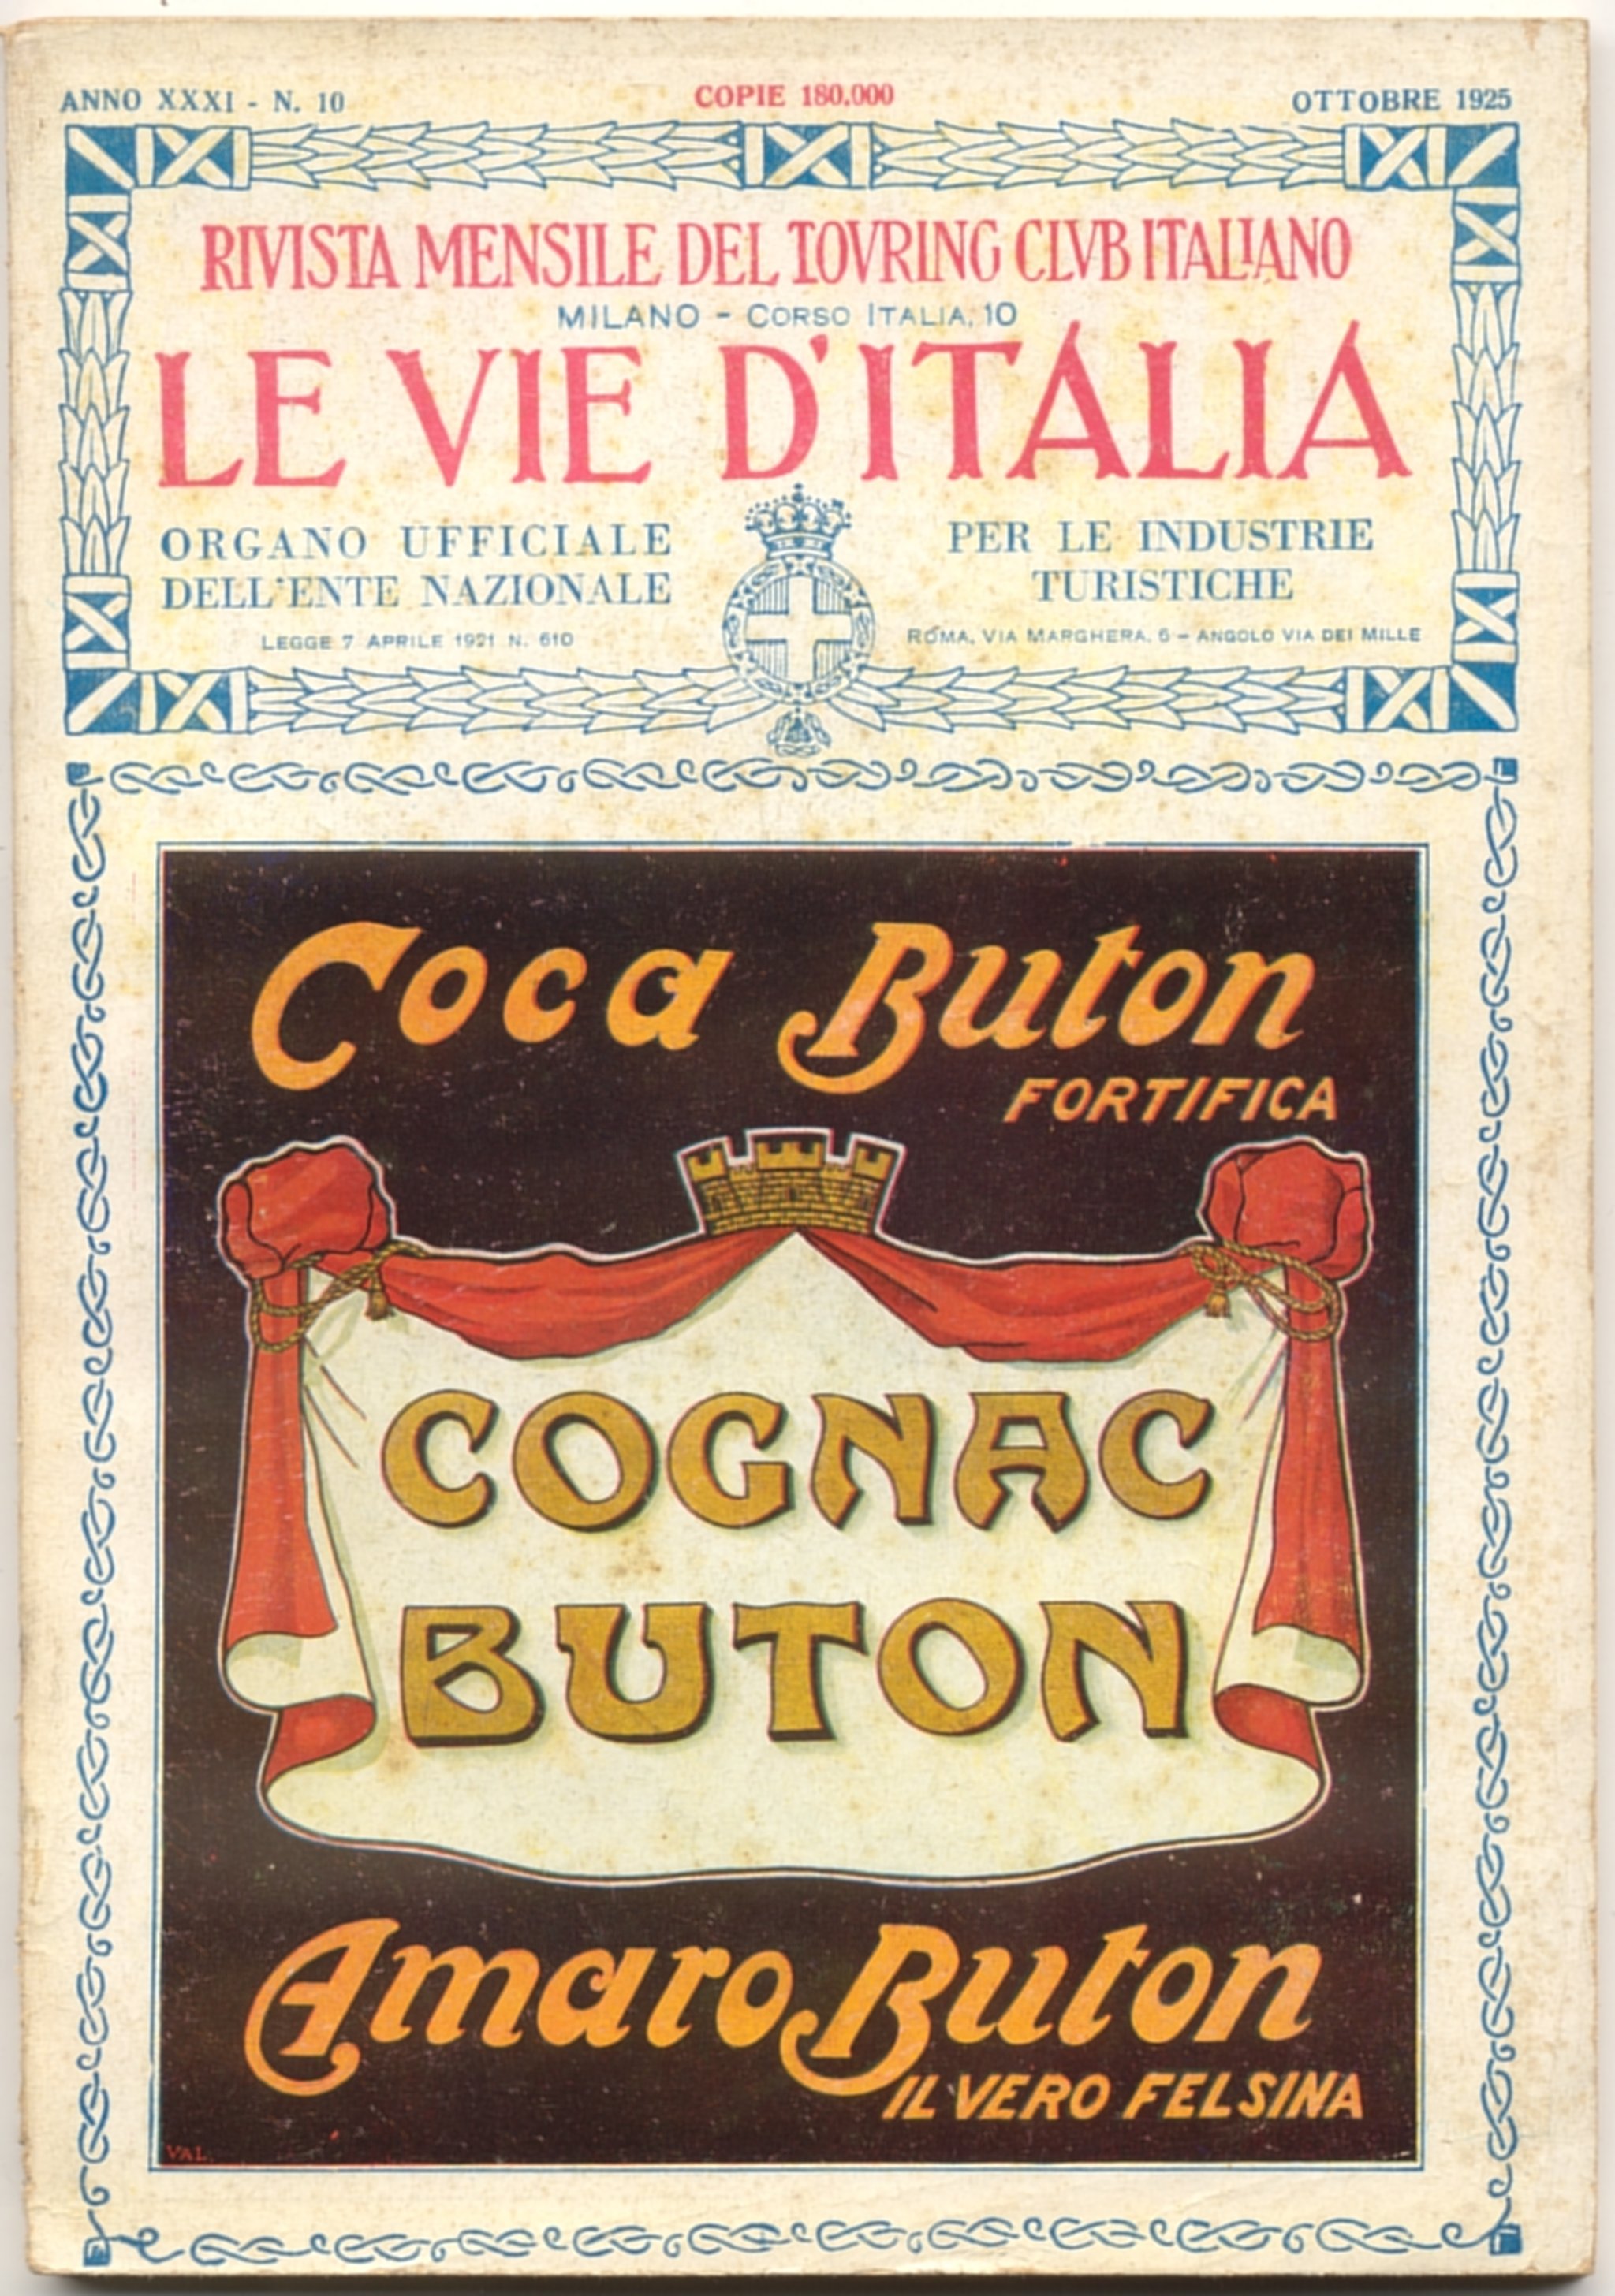 ANNO XXXI - N. 10
COPIE 180.000
OTTOBRE 1925
RIVISTA MENSILE DEL TOVRING CLVB ITALIANO
MILANO - CORSO ITALIA, 10
LE VIE D'ITALIA
ORGANO UFFICIALE
DELL'ENTE NAZIONALE
LEGGE 7 APRILE 1921 N. 610
PER LE INDUSTRIE
TURISTICHE
ROMA, VIA MARGHERA, 6 - ANGOLO VIA DEI MILLE
Coca Buton
FORTIFICA
COGNAC
BUTON
Amaro Buton
IL VERO FELSINA
VAL.